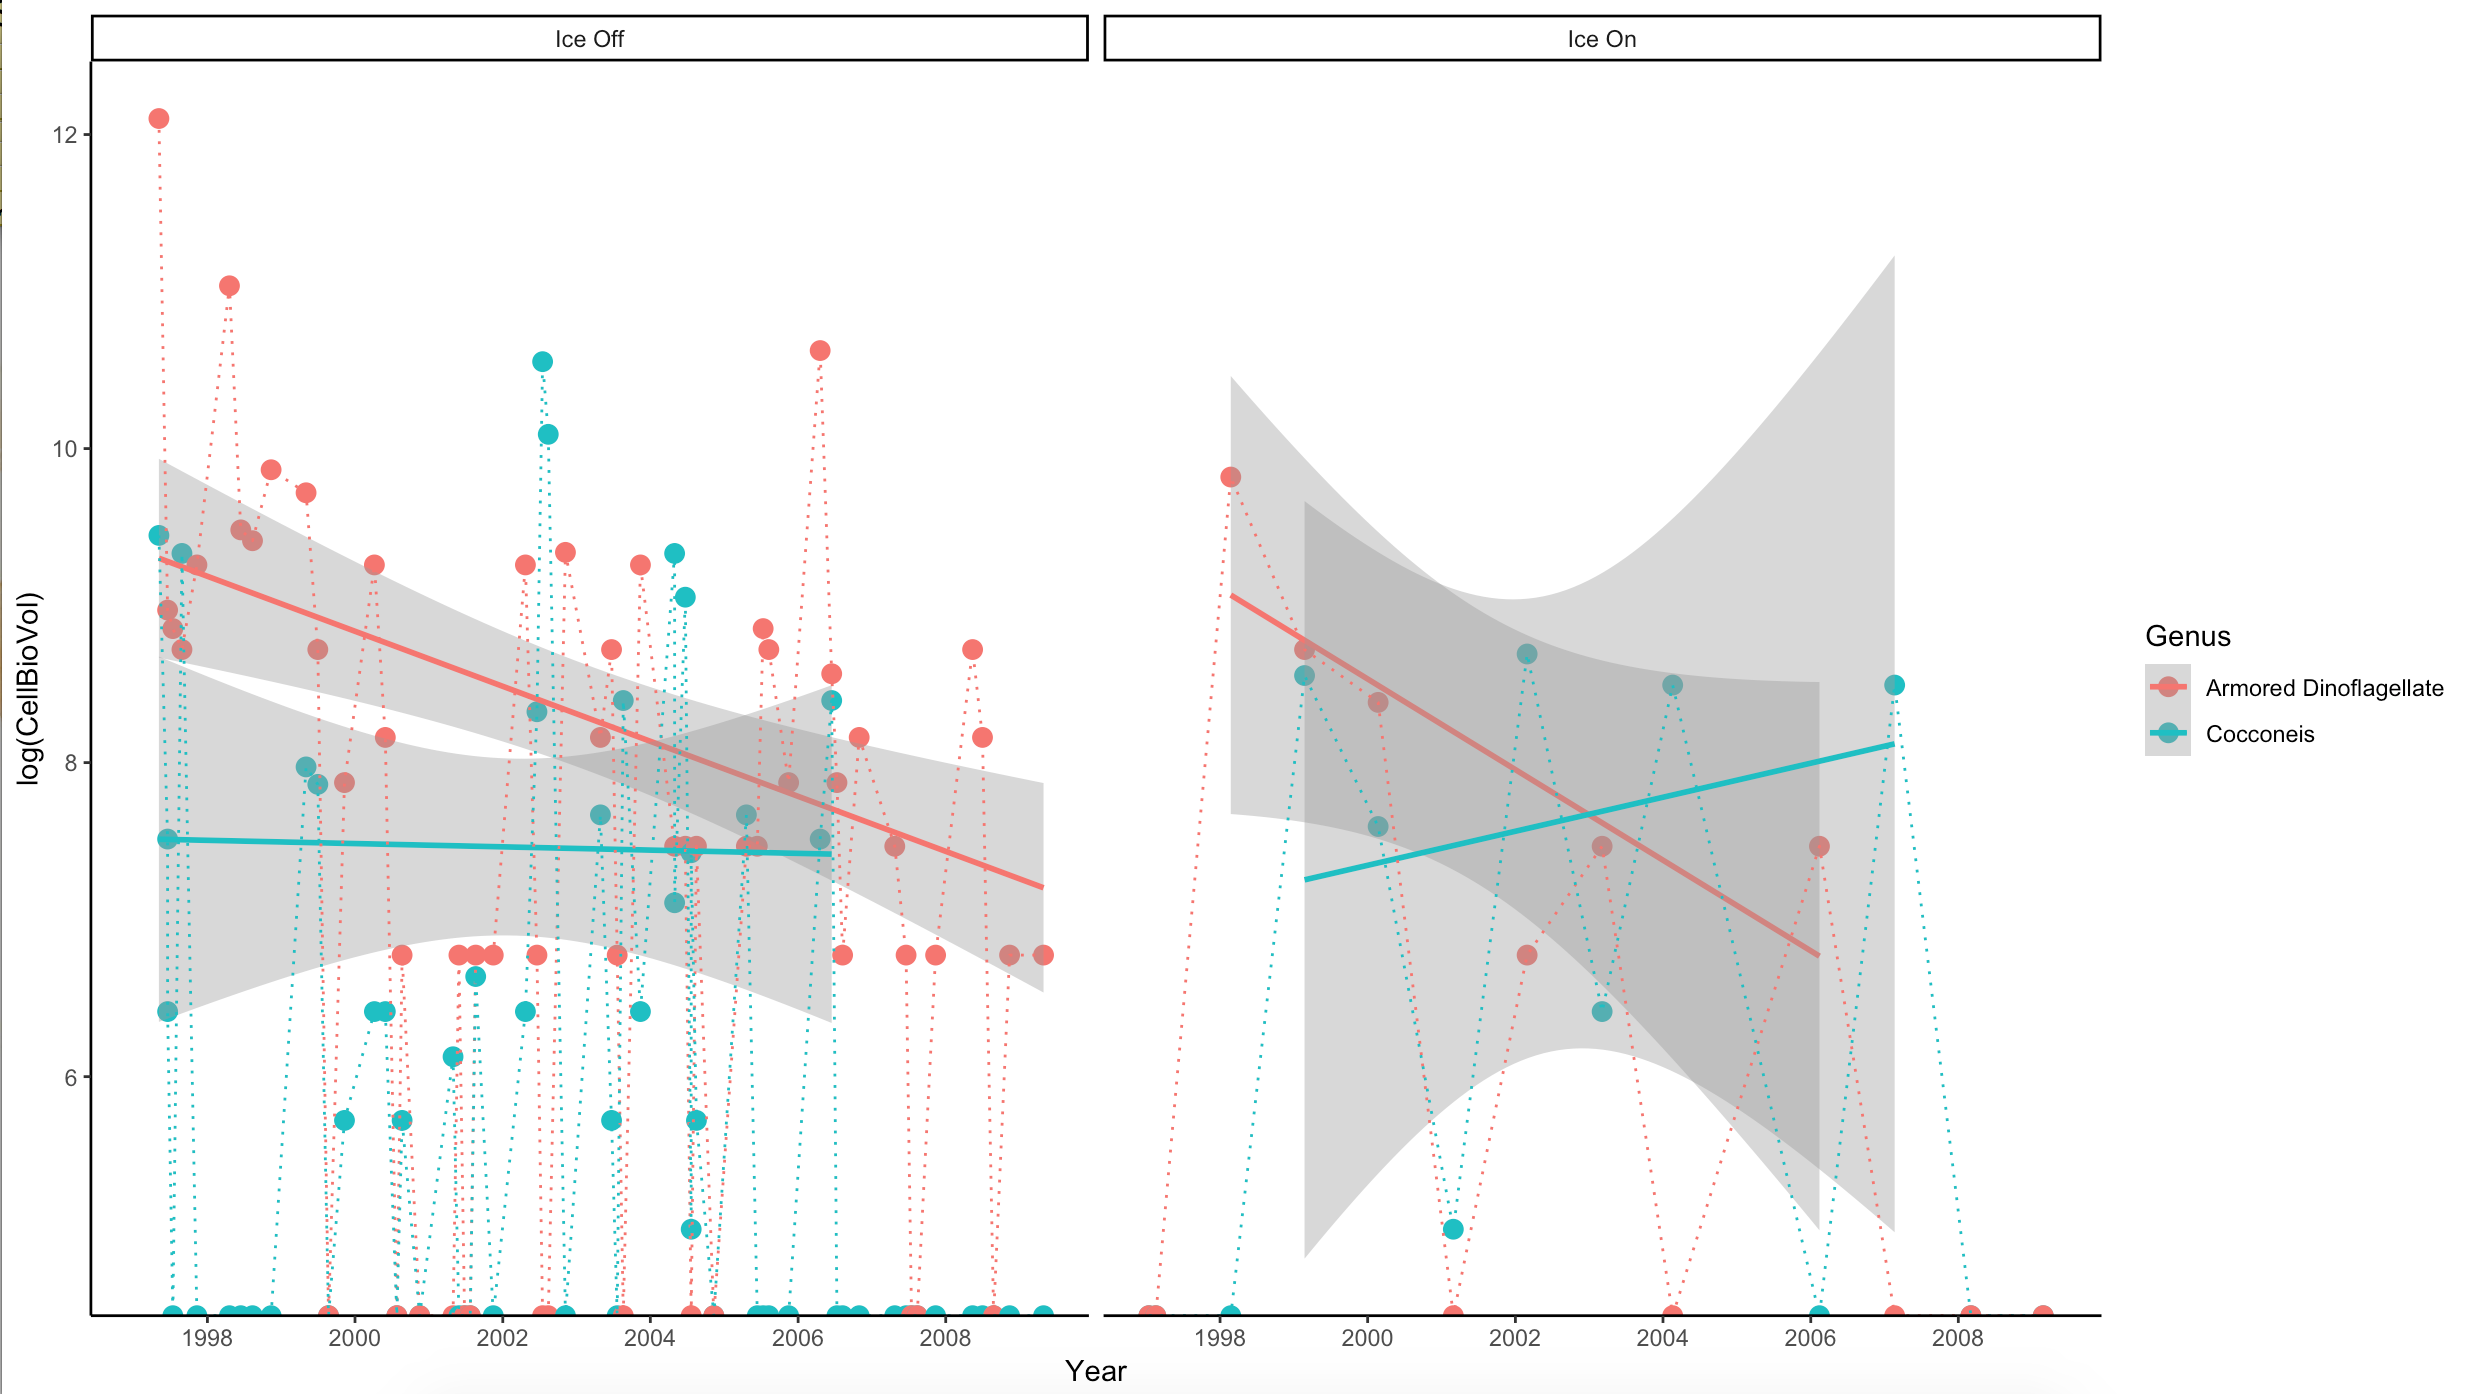 Ice Off
Ice On
12
10
8
6
log(CellBioVol)
1998 2000 2002 2004 2006 2008
1998 2000 2002 2004 2006 2008
Year
Genus
Armored Dinoflagellate
Cocconeis